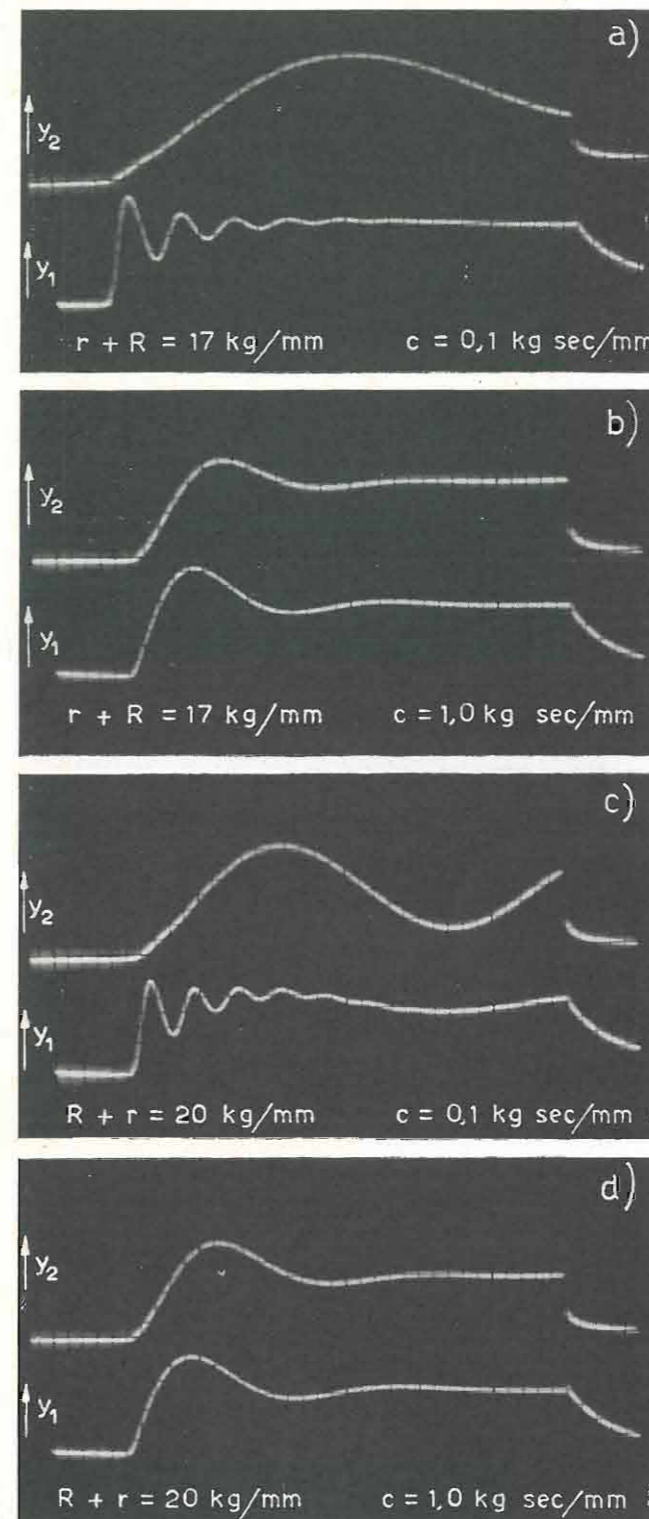 a)
y₂
y₁
r + R = 17 kg/mm c = 0,1 kg sec/mm
b)
y₂
y₁
r + R = 17 kg/mm c = 1,0 kg sec/mm
c)
y₂
y₁
R + r = 20 kg/mm c = 0,1 kg sec/mm
d)
y₂
y₁
R + r = 20 kg/mm c = 1,0 kg sec/mm